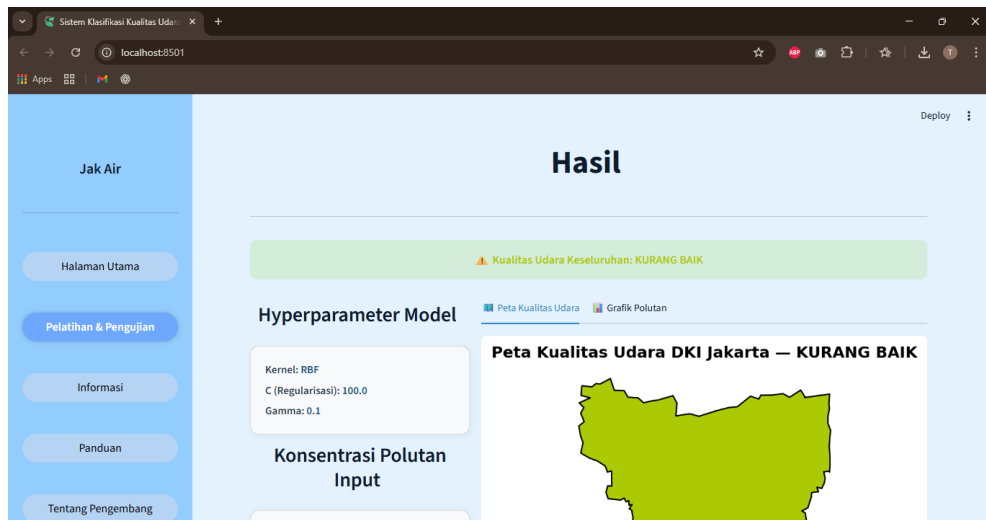 Sistem Klasifikasi Kualitas Udar
localhost:8501
ABP
T
Apps
Deploy
Jak Air
Halaman Utama
Pelatihan & Pengujian
Informasi
Panduan
Tentang Pengembang
Hasil
⚠️ Kualitas Udara Keseluruhan: KURANG BAIK
Hyperparameter Model
Kernel: RBF
C (Regularisasi): 100.0
Gamma: 0.1
Konsentrasi Polutan
Input
Peta Kualitas Udara
Grafik Polutan
Peta Kualitas Udara DKI Jakarta — KURANG BAIK